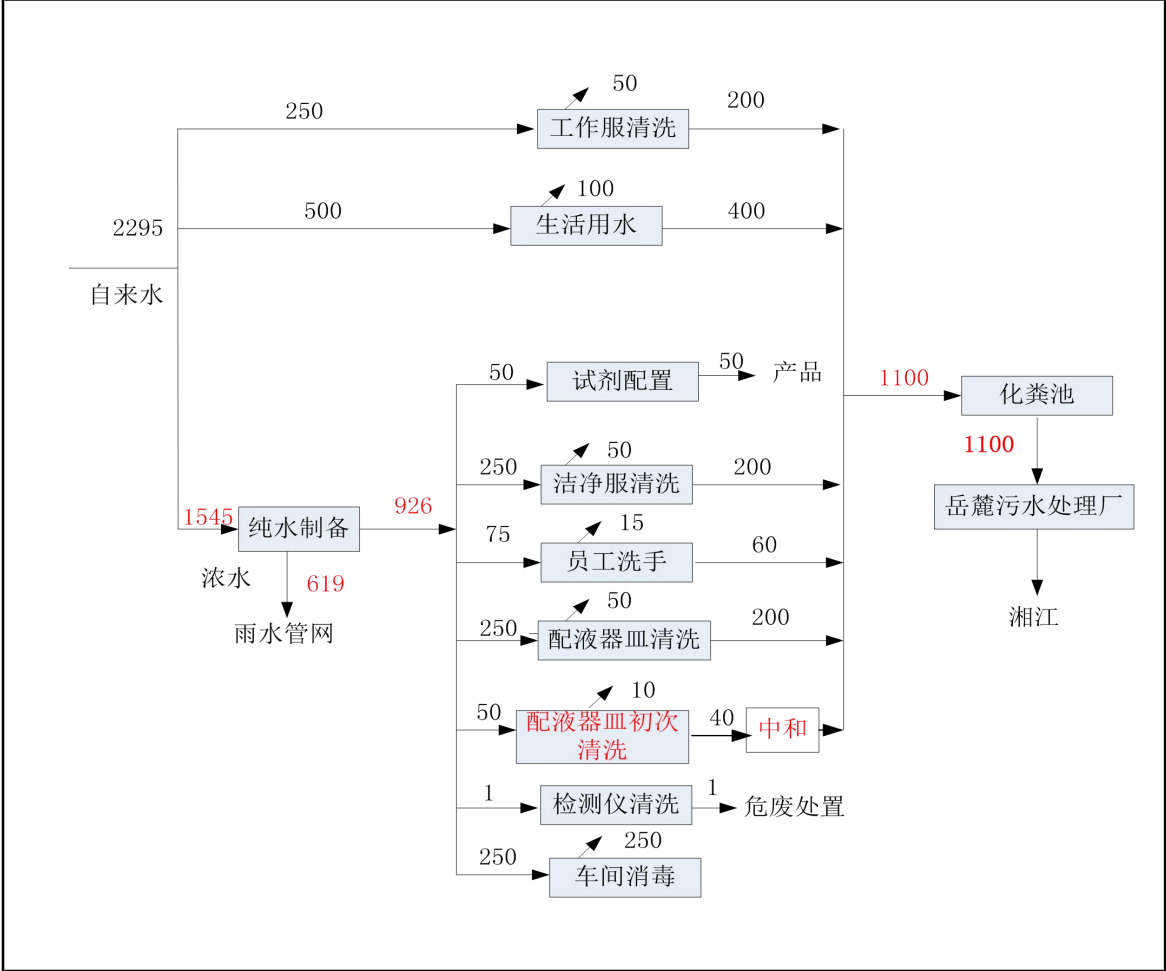 50
250
工作服清洗
200
100
500
生活用水
400
2295
自来水
50
试剂配置
50
产品
1100
化粪池
1100
50
250
洁净服清洗
200
岳麓污水处理厂
1545
纯水制备
926
15
75
员工洗手
60
浓水
619
雨水管网
湘江
50
250
配液器皿清洗
200
10
50
配液器皿初次
清洗
40
中和
1
检测仪清洗
1
危废处置
250
250
车间消毒